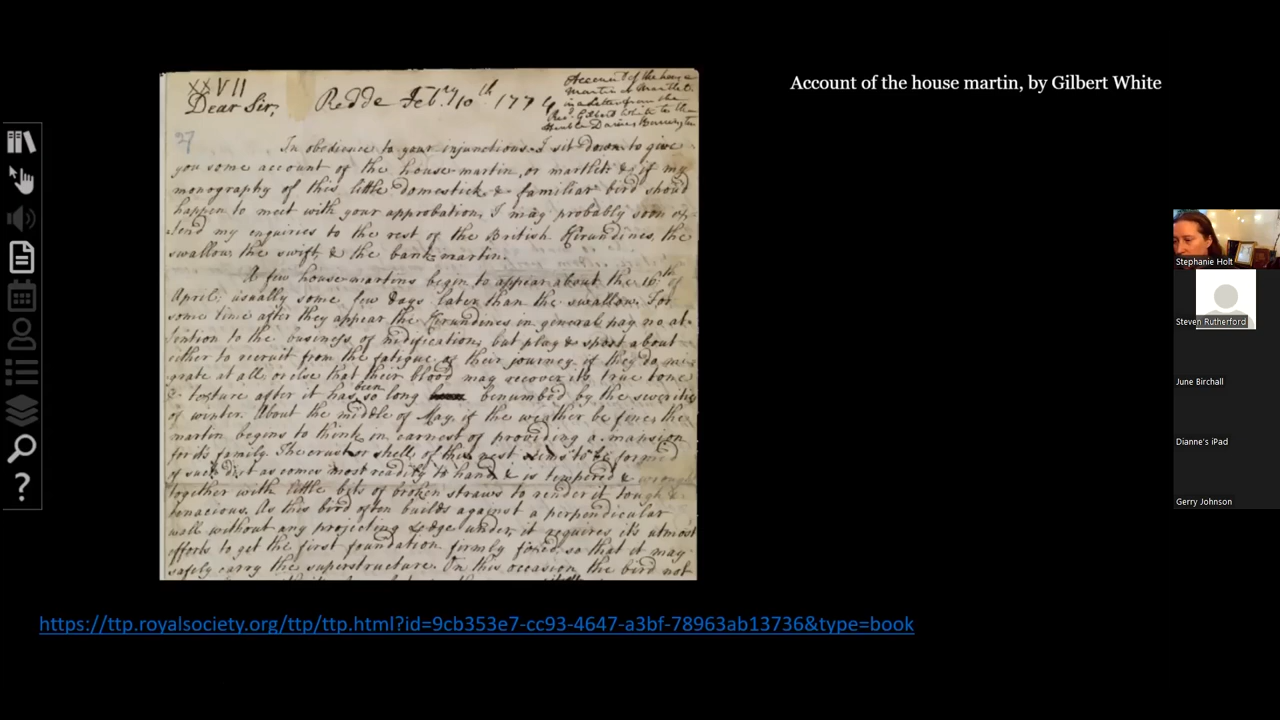 Account of the house martin, by Gilbert White
XXVII
Dear Sir,
Redde Feb.ry 10th 1774
Account of the house
Martin or Martlet
in a letter from the
Revd. Gilbert White to the
Honble Daines Barrington
27
In obedience to your injunctions I sit down to give
you some account of the house-martin, or martlet; & if my
monography of this little domestick & familiar bird shoud
happen to meet with your approbation, I may probably soon ex-
tend my enquiries to the rest of the British Hirundines, the
swallow, the swift, & the bank-martin.
A few house-martins begin to appear about the 16th of
April; usually some few days later than the swallow. For
some time after they appear the Hirundines in general pay no at-
tention to the business of nidification, but play & sport about
either to recruit from the fatigue of their journey, if they do mi-
grate at all, or else that their blood may recover it's true tone
& texture after it has been so long benumbed by the severities
of winter. About the middle of May, if the weather be fine, the
martin begins to think in earnest of providing a mansion
for its family. The crust or shell of this nest seems to be formed
of such dirt as comes most readily to hand, & is tempered & wrought
together with little bits of broken straws to render it tough &
tenacious. As this bird often builds against a perpendicular
wall without any projecting ledge under, it requires it's utmost
efforts to get the first foundation firmly fixed, so that it may
safely carry the superstructure. On this occasion the bird not
https://ttp.royalsociety.org/ttp/ttp.html?id=9cb353e7-cc93-4647-a3bf-78963ab13736&type=book
?
Stephanie Holt
Steven Rutherford
June Birchall
Dianne's iPad
Gerry Johnson